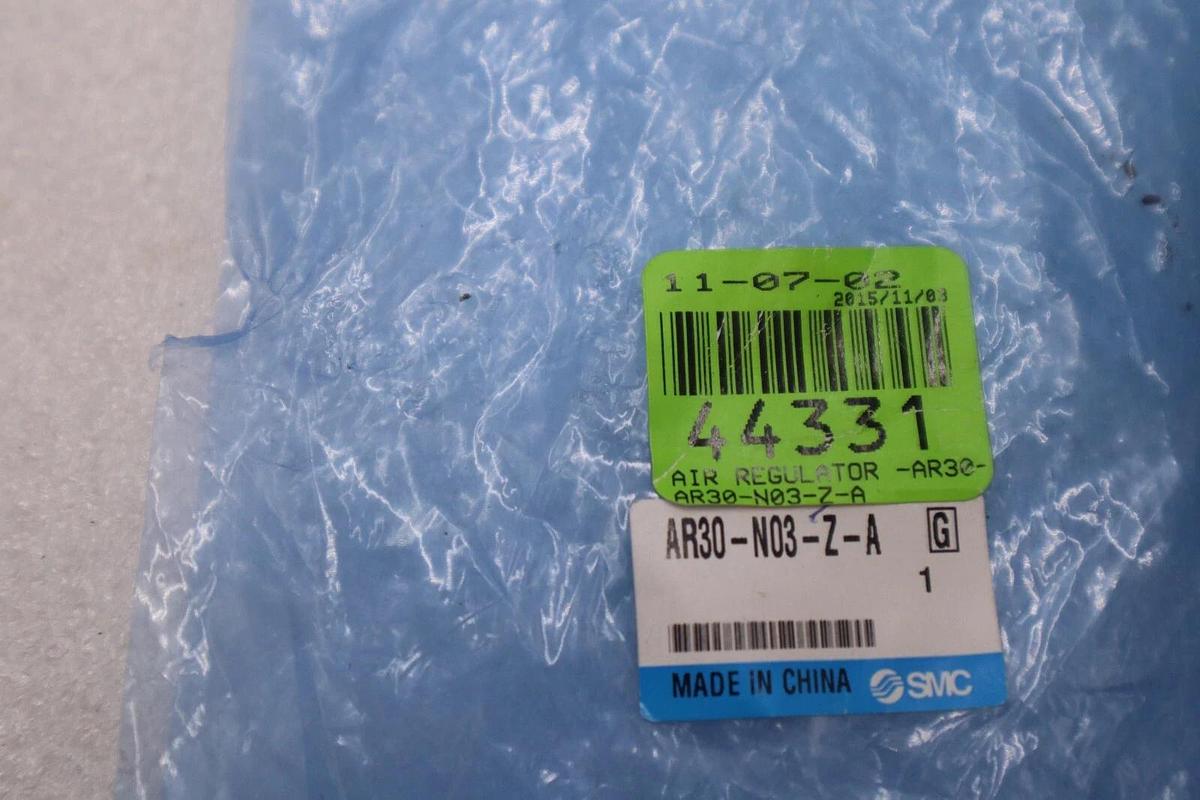 11-07-02
2015/11/03
44331
AIR REGULATOR -AR30-
AR30-N03-Z-A
AR30-N03-Z-A G
1
MADE IN CHINA SMC